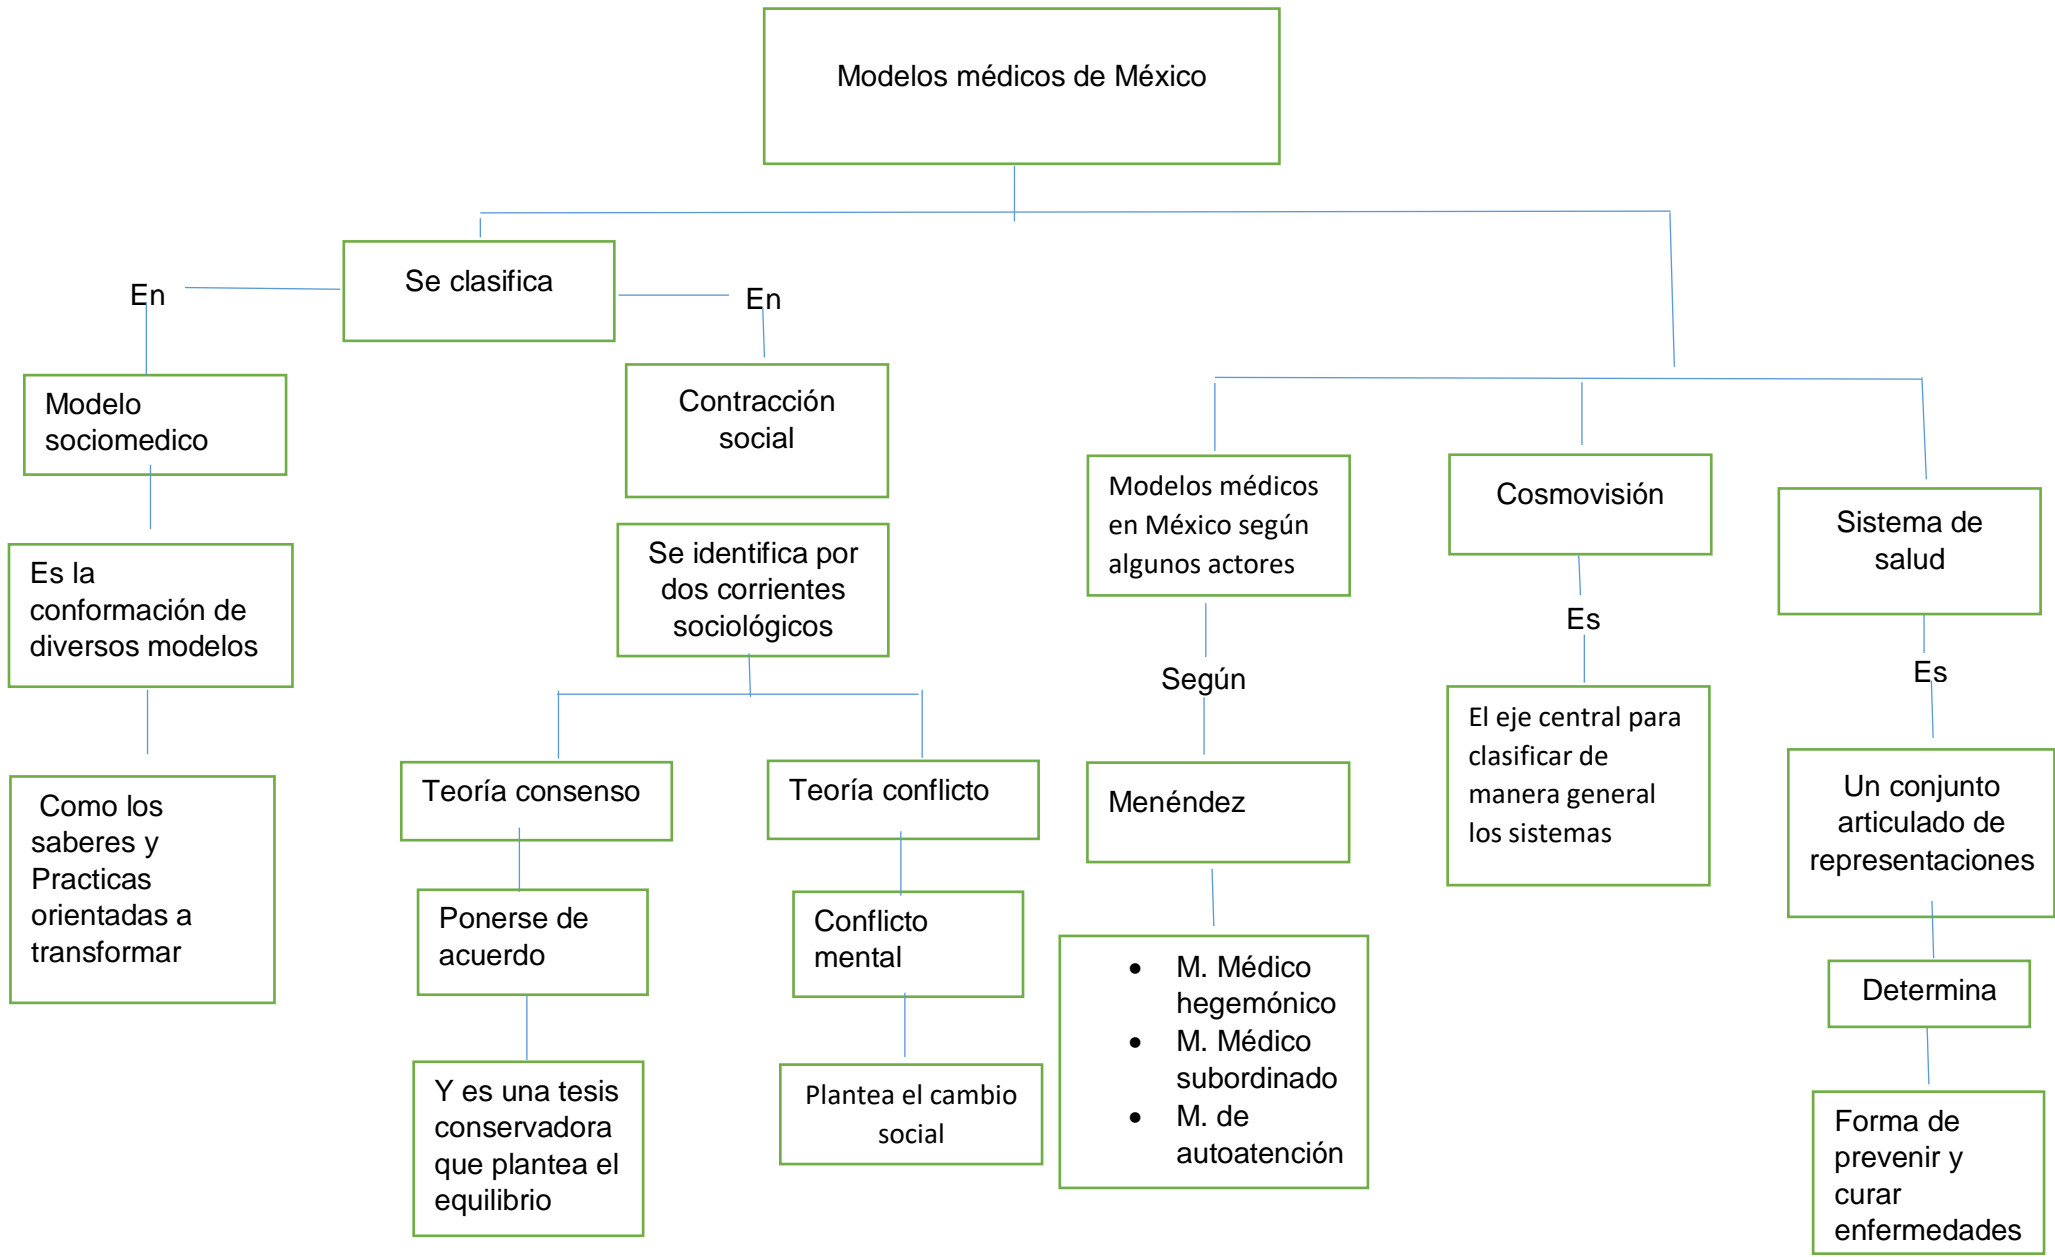 Modelos médicos de México
Se clasifica
En
En
Modelo
sociomedico
Es la
conformación de
diversos modelos
Como los
saberes y
Practicas
orientadas a
transformar
Contracción
social
Se identifica por
dos corrientes
sociológicos
Teoría consenso
Ponerse de
acuerdo
Y es una tesis
conservadora
que plantea el
equilibrio
Teoría conflicto
Conflicto
mental
Plantea el cambio
social
Modelos médicos
en México según
algunos actores
Según
Menéndez
• M. Médico
hegemónico
• M. Médico
subordinado
• M. de
autoatención
Cosmovisión
Es
El eje central para
clasificar de
manera general
los sistemas
Sistema de
salud
Es
Un conjunto
articulado de
representaciones
Determina
Forma de
prevenir y
curar
enfermedades